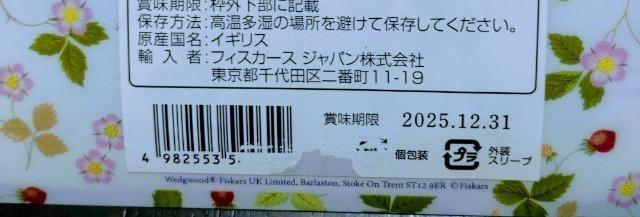 賞味期限:枠外下部に記載
保存方法:高温多湿の場所を避けて保存してください。
原産国名:イギリス
輸入者:フィスカース ジャパン株式会社
東京都千代田区二番町11-19
賞味期限 2025.12.31
4 982553 5
個包装 プラ 外装
スリーブ
Wedgwood® Fiskars UK Limited, Barlaston, Stoke On Trent ST12 9ER © Fiskars